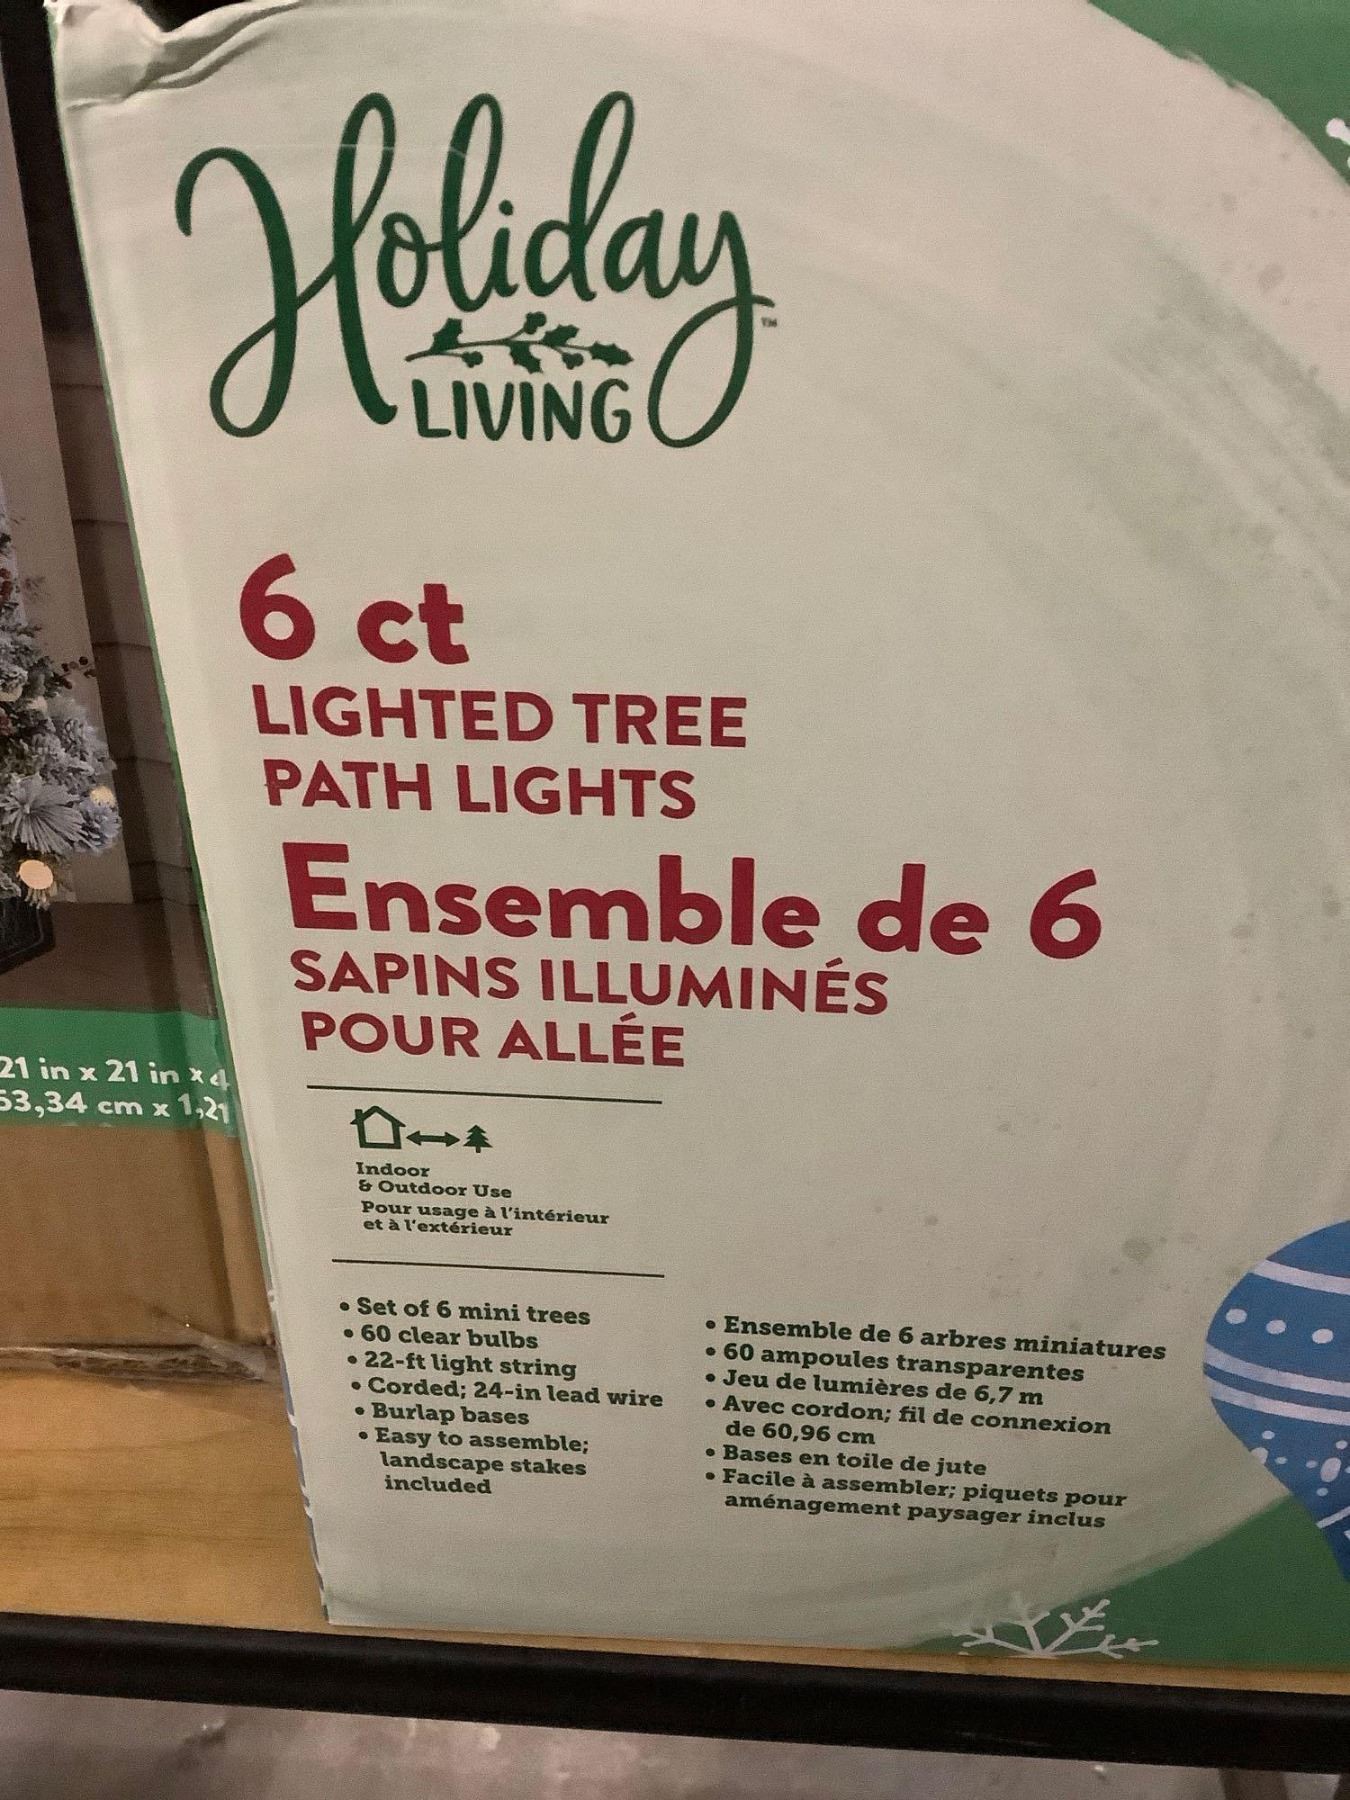 Holiday
LIVING
™
6 ct
LIGHTED TREE
PATH LIGHTS
Ensemble de 6
SAPINS ILLUMINÉS
POUR ALLÉE
Indoor
& Outdoor Use
Pour usage à l'intérieur
et à l'extérieur
• Set of 6 mini trees
• 60 clear bulbs
• 22-ft light string
• Corded; 24-in lead wire
• Burlap bases
• Easy to assemble;
landscape stakes
included
• Ensemble de 6 arbres miniatures
• 60 ampoules transparentes
• Jeu de lumières de 6,7 m
• Avec cordon; fil de connexion
de 60,96 cm
• Bases en toile de jute
• Facile à assembler; piquets pour
aménagement paysager inclus
21 in x 21 in x 4
53,34 cm x 1,21